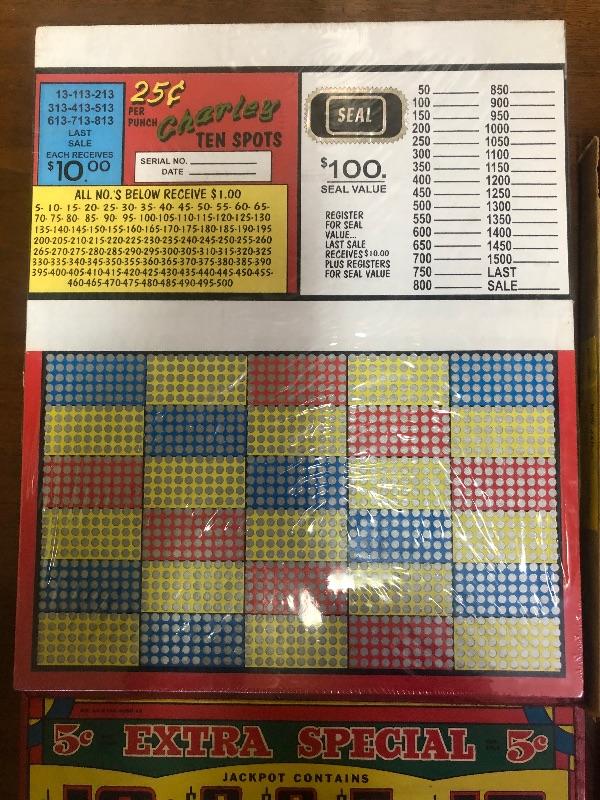 13-113-213
313-413-513
613-713-813
LAST
SALE
EACH RECEIVES
$10.00
25¢
PER
PUNCH
Charley
TEN SPOTS
SERIAL NO.
DATE
ALL NO.'S BELOW RECEIVE $1.00
5- 10- 15- 20- 25- 30- 35- 40- 45- 50- 55- 60- 65-
70- 75- 80- 85- 90- 95- 100-105-110-115-120-125-130
135-140-145-150-155-160-165-170-175-180-185-190-195
200-205-210-215-220-225-230-235-240-245-250-255-260
265-270-275-280-285-290-295-300-305-310-315-320-325
330-335-340-345-350-355-360-365-370-375-380-385-390
395-400-405-410-415-420-425-430-435-440-445-450-455-
460-465-470-475-480-485-490-495-500
SEAL
$100.
SEAL VALUE
REGISTER
FOR SEAL
VALUE...
LAST SALE
RECEIVES $10.00
PLUS REGISTERS
FOR SEAL VALUE
50 850
100 900
150 950
200 1000
250 1050
300 1100
350 1150
400 1200
450 1250
500 1300
550 1350
600 1400
650 1450
700 1500
750 LAST
800 SALE
5¢ EXTRA SPECIAL 5¢
JACKPOT CONTAINS